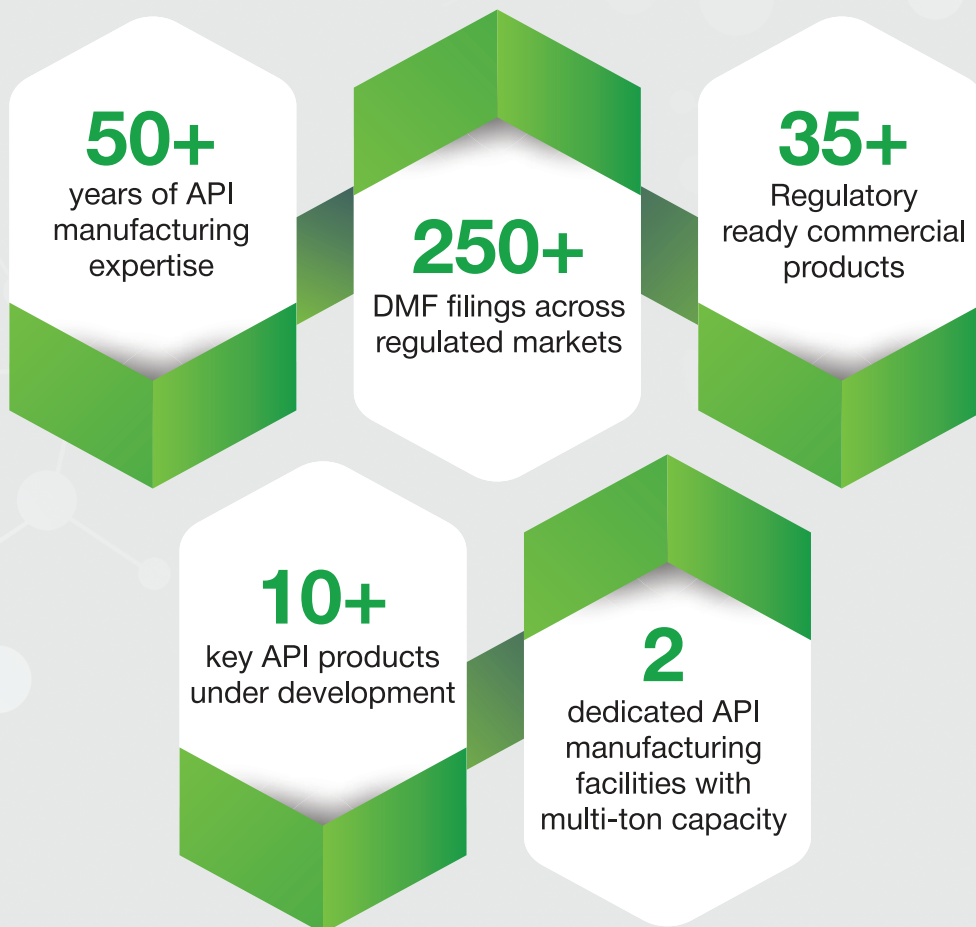 50+
years of API
manufacturing
expertise
250+
DMF filings across
regulated markets
35+
Regulatory
ready commercial
products
10+
key API products
under development
2
dedicated API
manufacturing
facilities with
multi-ton capacity